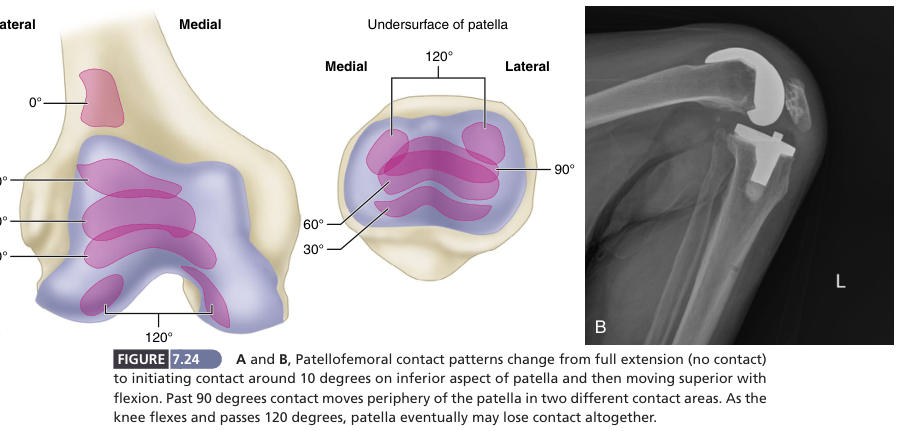 Medial
Undersurface of patella
120°
Medial
Lateral
0°
90°
60°
30°
120°
L
B
FIGURE 7.24 A and B, Patellofemoral contact patterns change from full extension (no contact)
to initiating contact around 10 degrees on inferior aspect of patella and then moving superior with
flexion. Past 90 degrees contact moves periphery of the patella in two different contact areas. As the
knee flexes and passes 120 degrees, patella eventually may lose contact altogether.